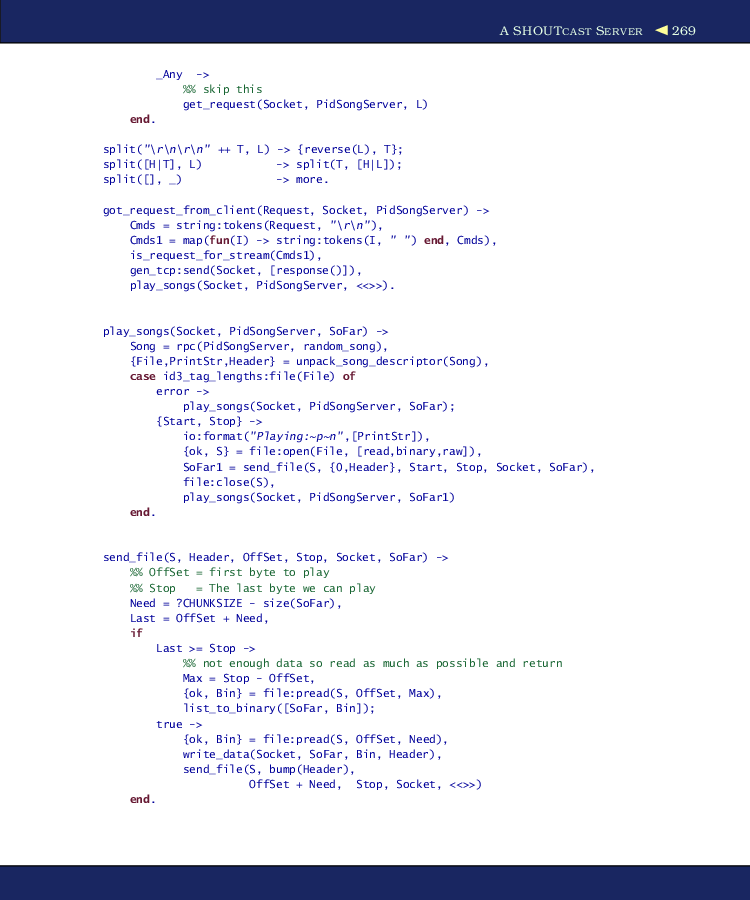 A SHOUTcast Server ◄ 269
_Any  ->
%% skip this
get_request(Socket, PidSongServer, L)
end.
split("\r\n\r\n" ++ T, L) -> {reverse(L), T};
split([H|T], L)           -> split(T, [H|L]);
split([], _)              -> more.
got_request_from_client(Request, Socket, PidSongServer) ->
Cmds = string:tokens(Request, "\r\n"),
Cmds1 = map(fun(I) -> string:tokens(I, " ") end, Cmds),
is_request_for_stream(Cmds1),
gen_tcp:send(Socket, [response()]),
play_songs(Socket, PidSongServer, <<>>).
play_songs(Socket, PidSongServer, SoFar) ->
Song = rpc(PidSongServer, random_song),
{File,PrintStr,Header} = unpack_song_descriptor(Song),
case id3_tag_lengths:file(File) of
error ->
play_songs(Socket, PidSongServer, SoFar);
{Start, Stop} ->
io:format("Playing:~p~n",[PrintStr]),
{ok, S} = file:open(File, [read,binary,raw]),
SoFar1 = send_file(S, {0,Header}, Start, Stop, Socket, SoFar),
file:close(S),
play_songs(Socket, PidSongServer, SoFar1)
end.
send_file(S, Header, OffSet, Stop, Socket, SoFar) ->
%% OffSet = first byte to play
%% Stop   = The last byte we can play
Need = ?CHUNKSIZE - size(SoFar),
Last = OffSet + Need,
if
Last >= Stop ->
%% not enough data so read as much as possible and return
Max = Stop - OffSet,
{ok, Bin} = file:pread(S, OffSet, Max),
list_to_binary([SoFar, Bin]);
true ->
{ok, Bin} = file:pread(S, OffSet, Need),
write_data(Socket, SoFar, Bin, Header),
send_file(S, bump(Header),
OffSet + Need,  Stop, Socket, <<>>)
end.